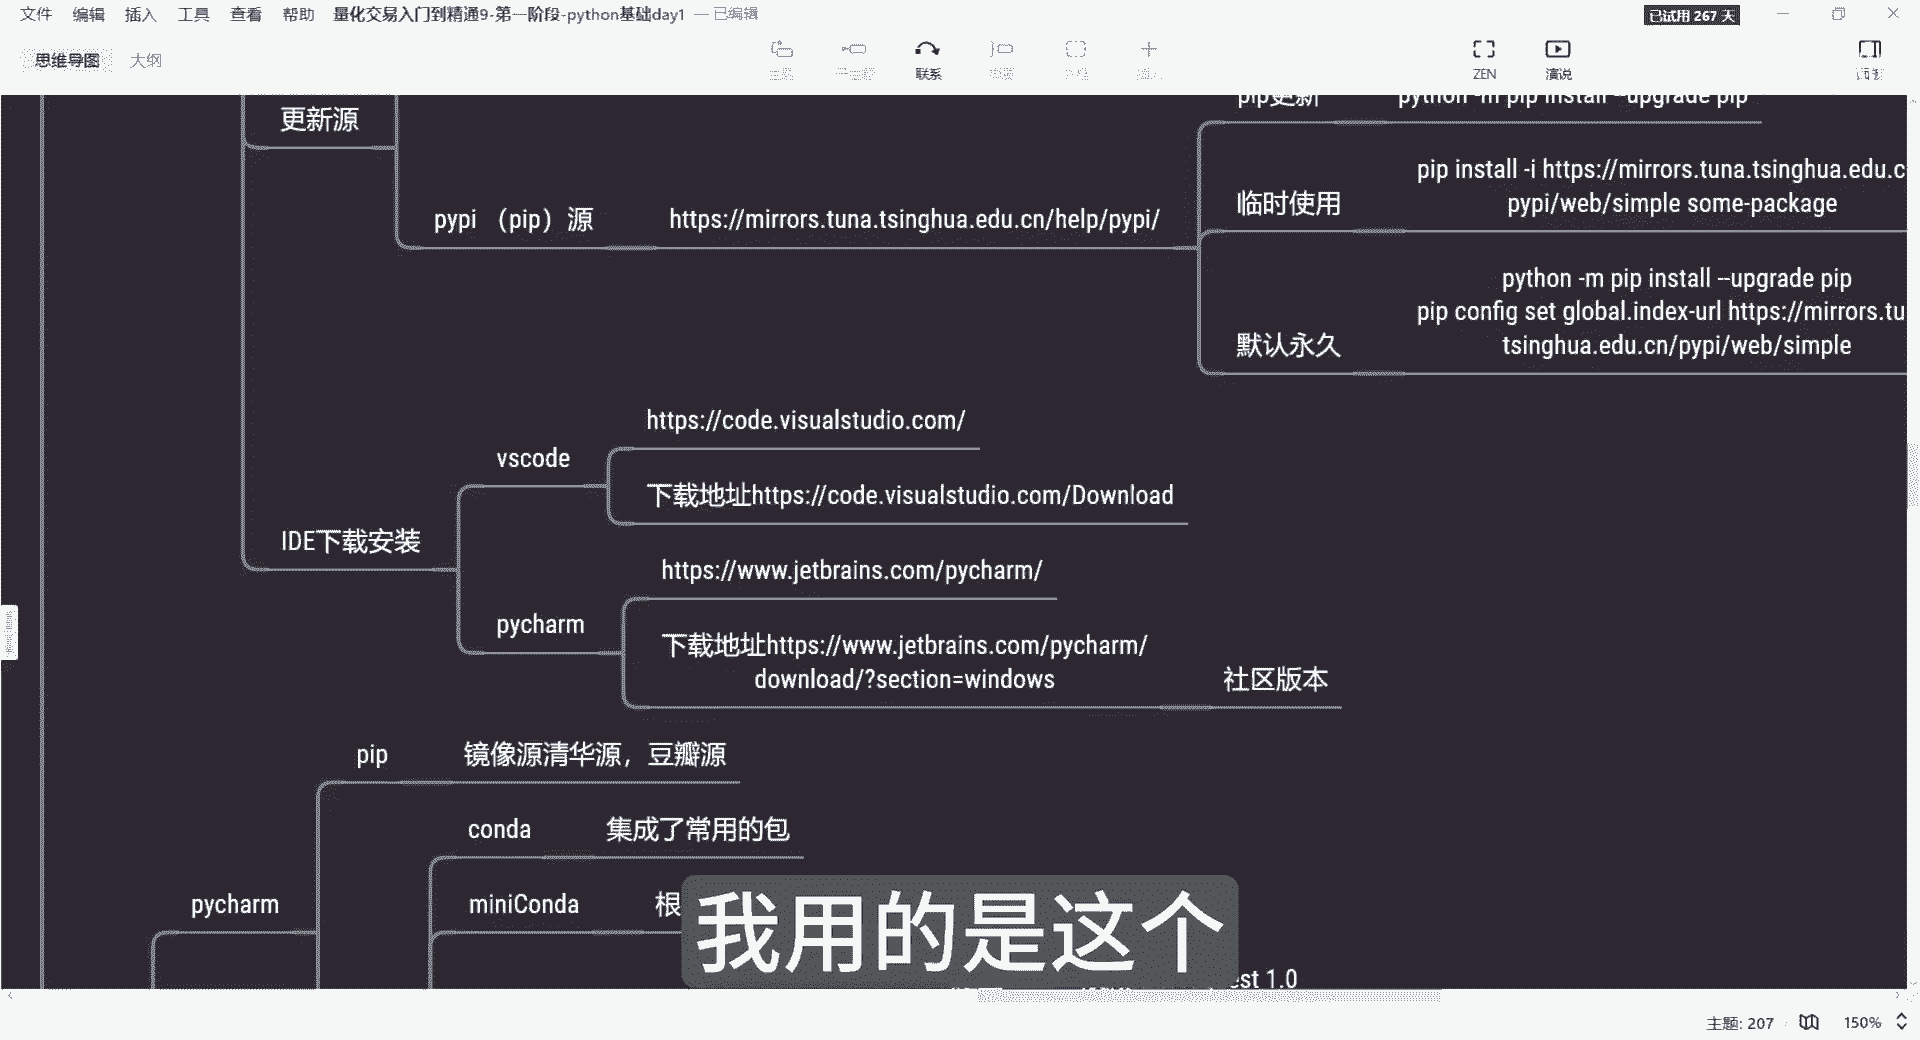 文件 编辑 插入 工具 查看 帮助 量化交易入门到精通9-第一阶段-python基础day1 — 已编辑 已试用 267 天
思维导图 大纲 联系 ZEN 演说
pip更新 python -m pip install --upgrade pip
更新源
pip install -i https://mirrors.tuna.tsinghua.edu.c
临时使用 pypi/web/simple some-package
pypi （pip）源 https://mirrors.tuna.tsinghua.edu.cn/help/pypi/
python -m pip install --upgrade pip
pip config set global.index-url https://mirrors.tu
默认永久 tsinghua.edu.cn/pypi/web/simple
https://code.visualstudio.com/
vscode
下载地址https://code.visualstudio.com/Download
IDE下载安装
https://www.jetbrains.com/pycharm/
pycharm
下载地址https://www.jetbrains.com/pycharm/
download/?section=windows 社区版本
pip 镜像源清华源，豆瓣源
conda 集成了常用的包
pycharm miniConda 根
我用的是这个
est 1.0
主题: 207 150%